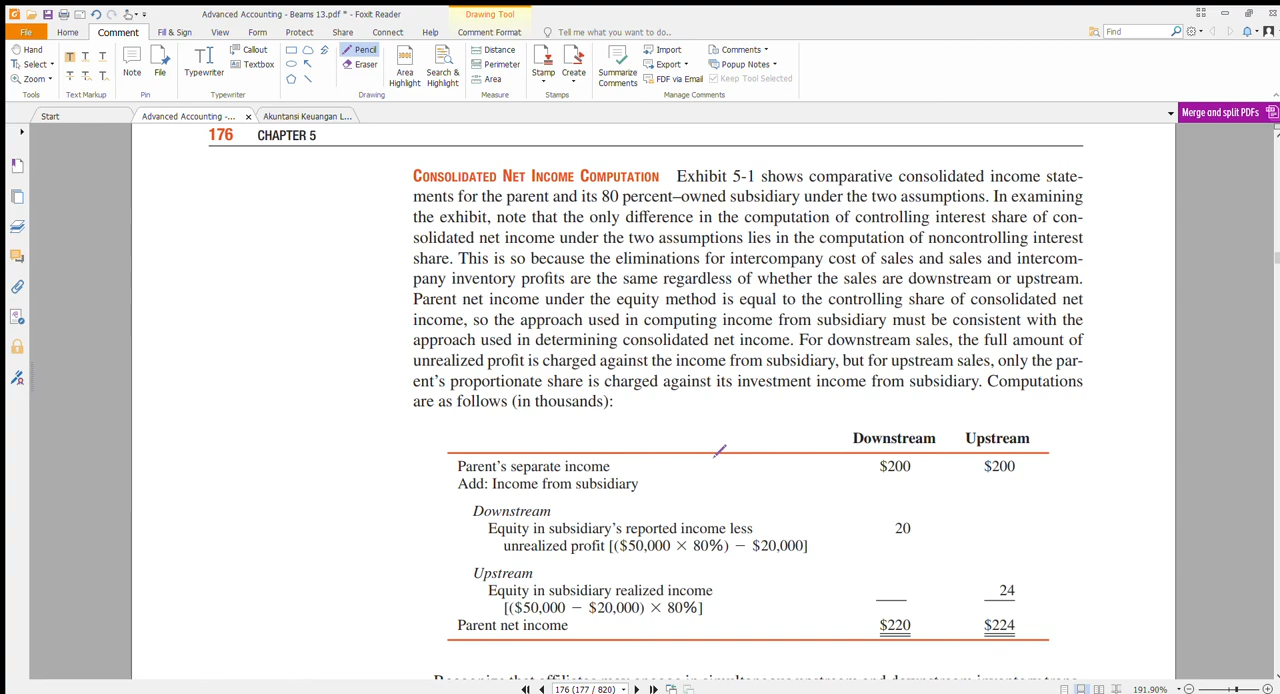 Advanced Accounting - Beams 13.pdf * - Foxit Reader
Drawing Tool
File Home Comment Fill & Sign View Form Protect Share Connect Help Comment Format Tell me what you want to do.. Find
Hand
Select
Zoom
Tools
Text Markup
Note
File
Pin
Typewriter
Callout
Textbox
Typewriter
Pencil
Eraser
Drawing
Area Highlight
Search & Highlight
Distance
Perimeter
Area
Measure
Stamp
Create
Stamps
Summarize Comments
Import
Export
FDF via Email
Comments
Popup Notes
Keep Tool Selected
Manage Comments
Start
Advanced Accounting -... ×
Akuntansi Keuangan L...
Merge and split PDFs
176 CHAPTER 5
CONSOLIDATED NET INCOME COMPUTATION Exhibit 5-1 shows comparative consolidated income state-
ments for the parent and its 80 percent–owned subsidiary under the two assumptions. In examining
the exhibit, note that the only difference in the computation of controlling interest share of con-
solidated net income under the two assumptions lies in the computation of noncontrolling interest
share. This is so because the eliminations for intercompany cost of sales and sales and intercom-
pany inventory profits are the same regardless of whether the sales are downstream or upstream.
Parent net income under the equity method is equal to the controlling share of consolidated net
income, so the approach used in computing income from subsidiary must be consistent with the
approach used in determining consolidated net income. For downstream sales, the full amount of
unrealized profit is charged against the income from subsidiary, but for upstream sales, only the par-
ent's proportionate share is charged against its investment income from subsidiary. Computations
are as follows (in thousands):
Downstream Upstream
Parent's separate income $200 $200
Add: Income from subsidiary
Downstream
Equity in subsidiary's reported income less 20
unrealized profit [($50,000 × 80%) − $20,000]
Upstream
Equity in subsidiary realized income 24
[($50,000 − $20,000) × 80%]
Parent net income $220 $224
176 (177 / 820)
191.90%